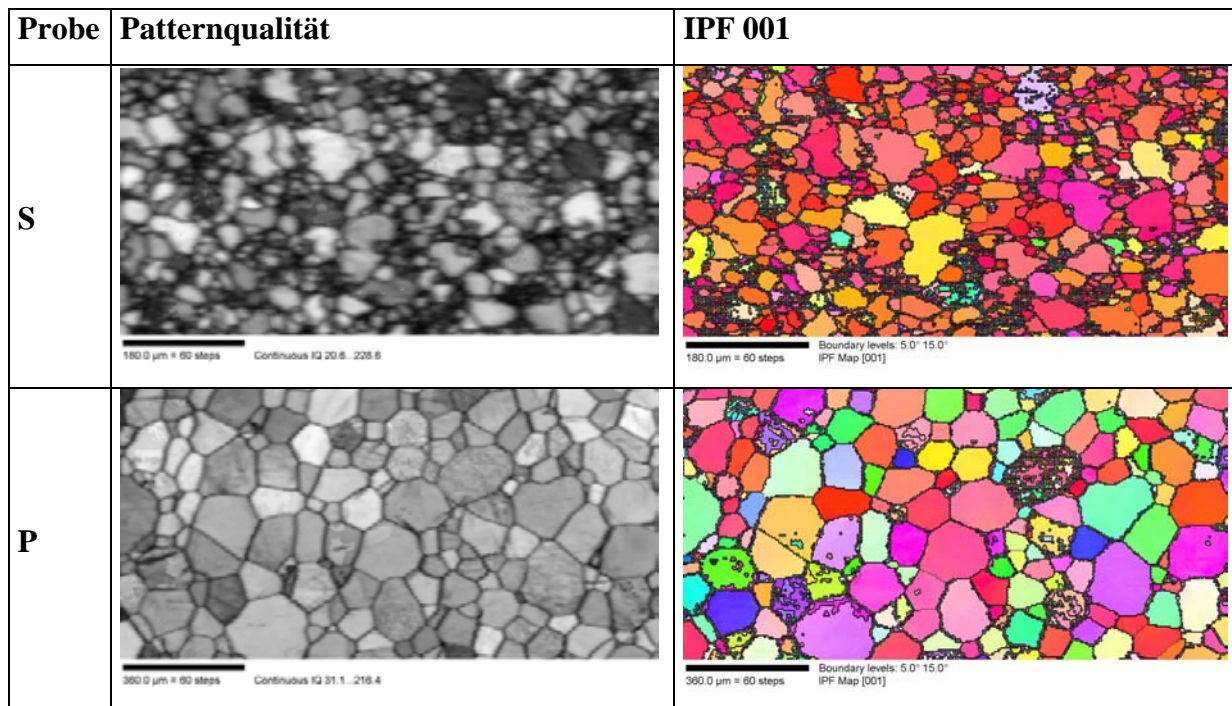 Probe Patternqualität IPF 001
S
180.0 µm = 60 steps Continuous IQ 20.6...228.6
Boundary levels: 5.0° 15.0°
180.0 µm = 60 steps IPF Map [001]
P
360.0 µm = 60 steps Continuous IQ 31.1...216.4
Boundary levels: 5.0° 15.0°
360.0 µm = 60 steps IPF Map [001]